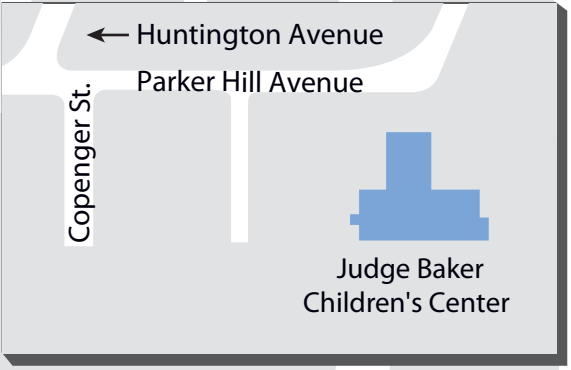 Huntington Avenue
Parker Hill Avenue
Copenger St.
Judge Baker
Children's Center